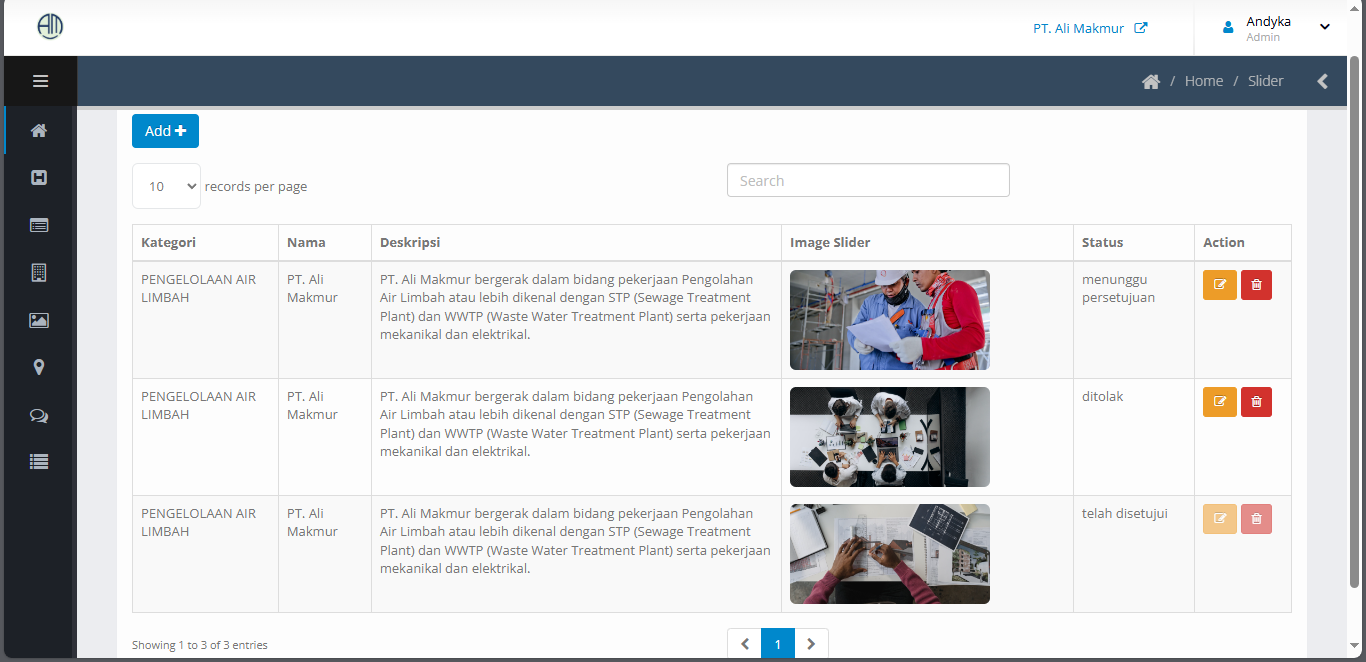 AM
PT. Ali Makmur
Andyka
Admin
/ Home / Slider
Add
10 records per page
Search
Kategori Nama Deskripsi Image Slider Status Action
PENGELOLAAN AIR
LIMBAH
PT. Ali
Makmur
PT. Ali Makmur bergerak dalam bidang pekerjaan Pengolahan
Air Limbah atau lebih dikenal dengan STP (Sewage Treatment
Plant) dan WWTP (Waste Water Treatment Plant) serta pekerjaan
mekanikal dan elektrikal.
menunggu
persetujuan
PENGELOLAAN AIR
LIMBAH
PT. Ali
Makmur
PT. Ali Makmur bergerak dalam bidang pekerjaan Pengolahan
Air Limbah atau lebih dikenal dengan STP (Sewage Treatment
Plant) dan WWTP (Waste Water Treatment Plant) serta pekerjaan
mekanikal dan elektrikal.
ditolak
PENGELOLAAN AIR
LIMBAH
PT. Ali
Makmur
PT. Ali Makmur bergerak dalam bidang pekerjaan Pengolahan
Air Limbah atau lebih dikenal dengan STP (Sewage Treatment
Plant) dan WWTP (Waste Water Treatment Plant) serta pekerjaan
mekanikal dan elektrikal.
telah disetujui
Showing 1 to 3 of 3 entries
1